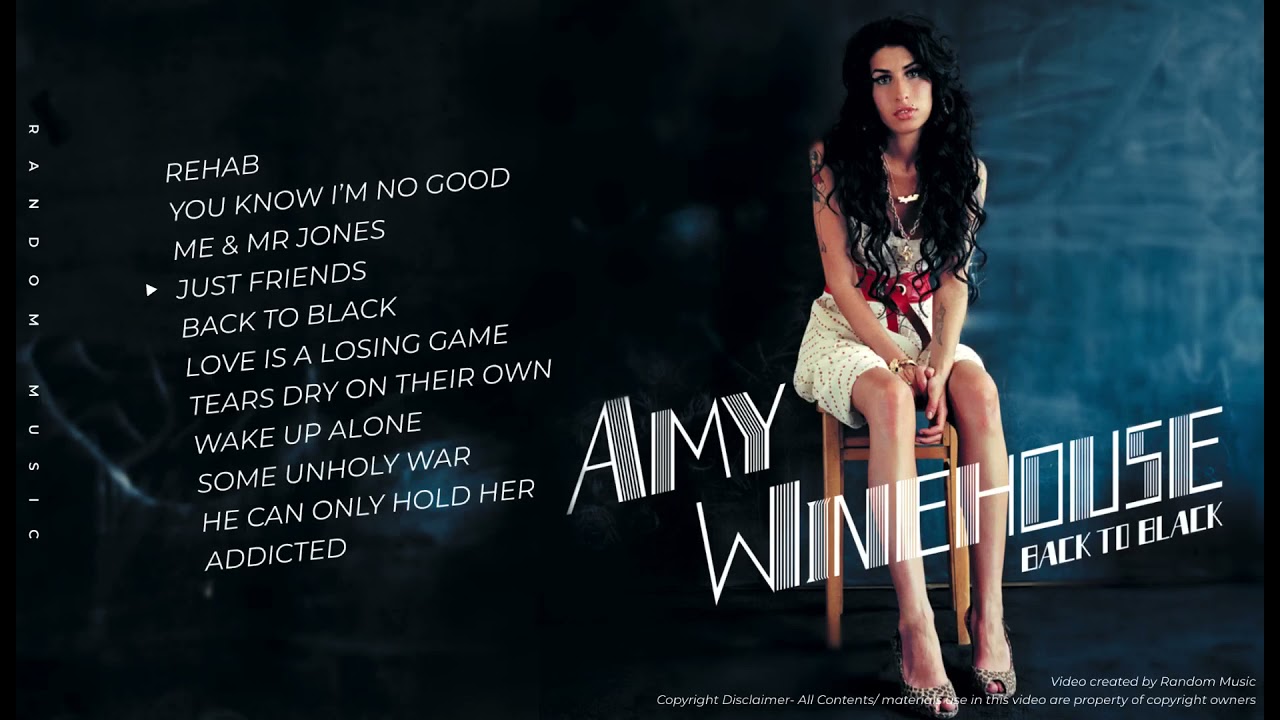 RANDOM MUSIC
REHAB
YOU KNOW I’M NO GOOD
ME & MR JONES
JUST FRIENDS
BACK TO BLACK
LOVE IS A LOSING GAME
TEARS DRY ON THEIR OWN
WAKE UP ALONE
SOME UNHOLY WAR
HE CAN ONLY HOLD HER
ADDICTED
AMY
WINEHOUSE
BACK TO BLACK
Video created by Random Music
Copyright Disclaimer- All Contents/ materials use in this video are property of copyright owners